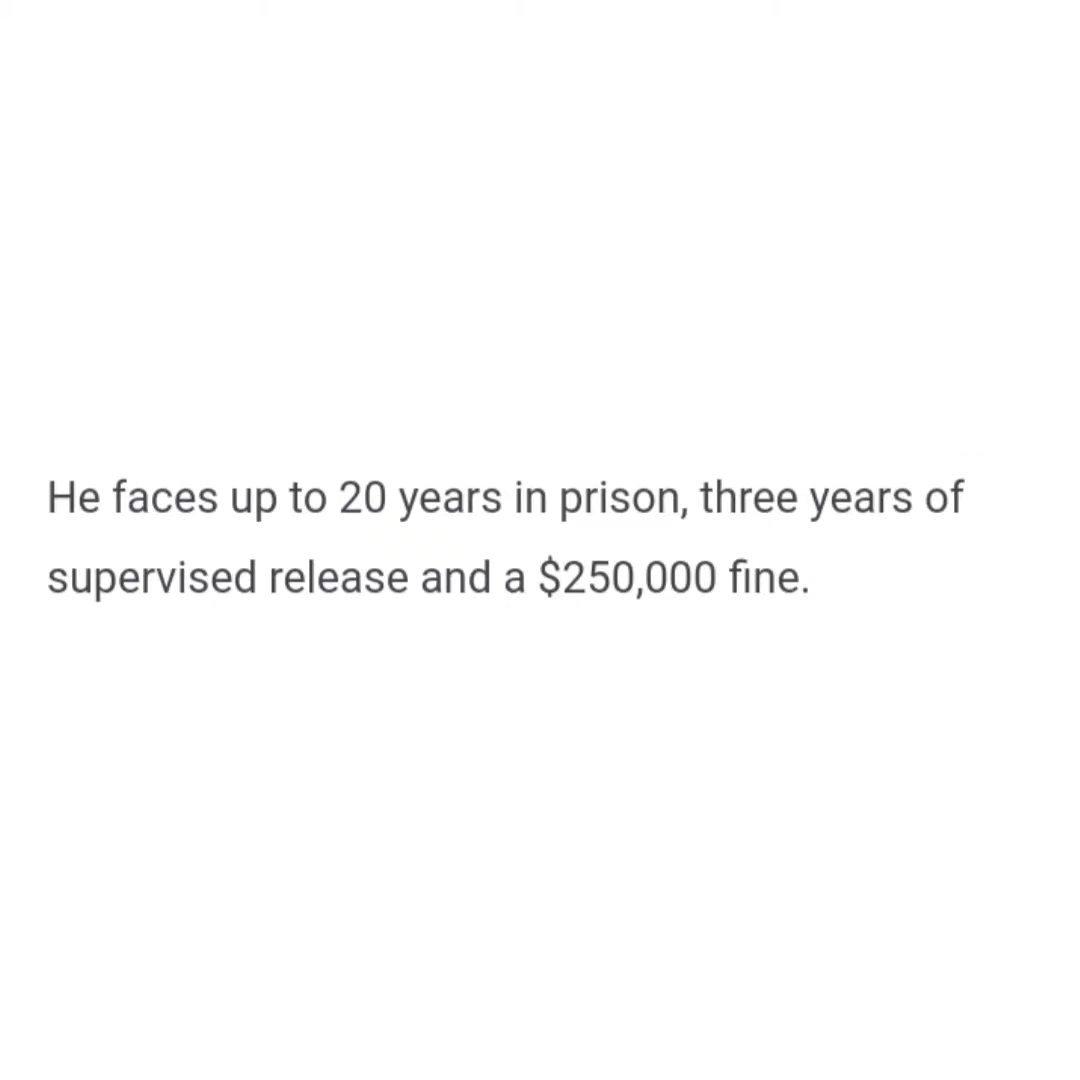 He faces up to 20 years in prison, three years of
supervised release and a $250,000 fine.